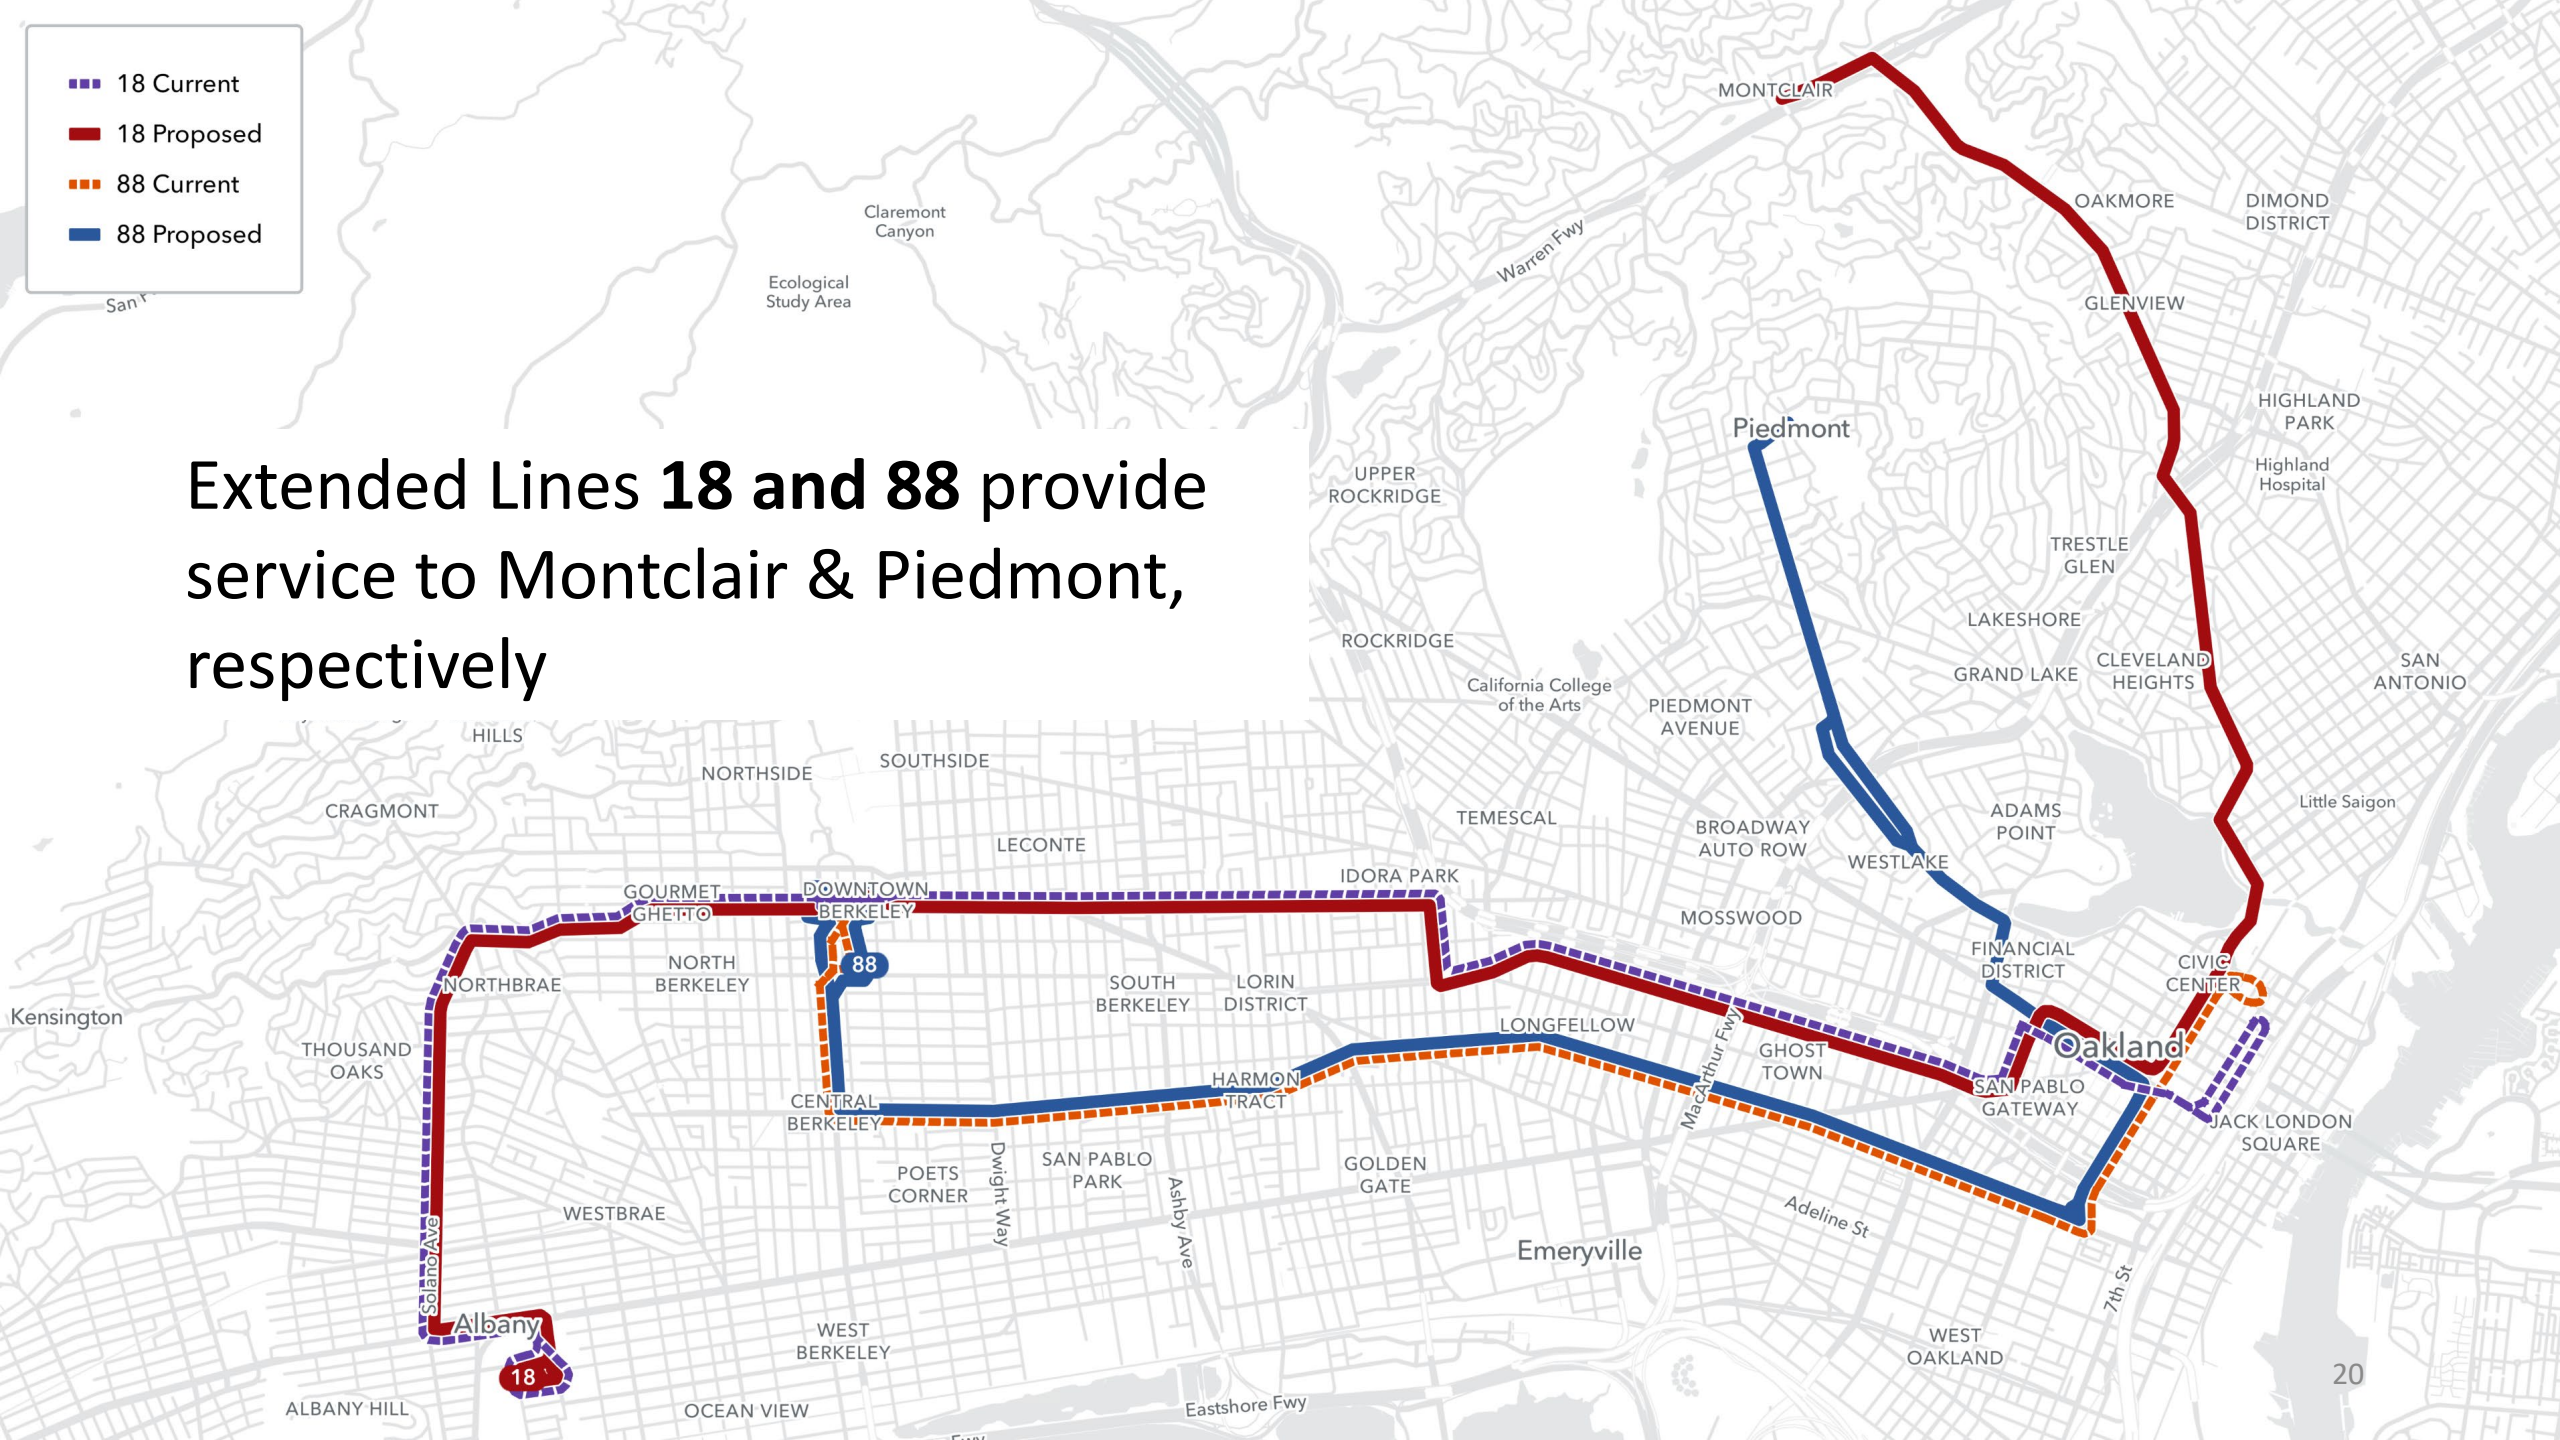 18 Current
18 Proposed
88 Current
88 Proposed
Extended Lines 18 and 88 provide
service to Montclair & Piedmont,
respectively
MONTCLAIR
Claremont
Canyon
Ecological
Study Area
Warren Fwy
OAKMORE
DIMOND
DISTRICT
GLENVIEW
HIGHLAND
PARK
Highland
Hospital
Piedmont
UPPER
ROCKRIDGE
TRESTLE
GLEN
LAKESHORE
ROCKRIDGE
GRAND LAKE
CLEVELAND
HEIGHTS
SAN
ANTONIO
California College
of the Arts
PIEDMONT
AVENUE
HILLS
NORTHSIDE
SOUTHSIDE
CRAGMONT
LECONTE
TEMESCAL
BROADWAY
AUTO ROW
ADAMS
POINT
Little Saigon
WESTLAKE
GOURMET
GHETTO
DOWNTOWN
BERKELEY
IDORA PARK
MOSSWOOD
FINANCIAL
DISTRICT
CIVIC
CENTER
NORTHBRAE
NORTH
BERKELEY
88
SOUTH
BERKELEY
LORIN
DISTRICT
Kensington
THOUSAND
OAKS
LONGFELLOW
MacArthur Fwy
GHOST
TOWN
Oakland
CENTRAL
BERKELEY
HARMON
TRACT
SAN PABLO
GATEWAY
JACK LONDON
SQUARE
POETS
CORNER
Dwight Way
SAN PABLO
PARK
Ashby Ave
GOLDEN
GATE
WESTBRAE
Adeline St
Solano Ave
Emeryville
7th St
Albany
WEST
BERKELEY
WEST
OAKLAND
18
20
ALBANY HILL
OCEAN VIEW
Eastshore Fwy